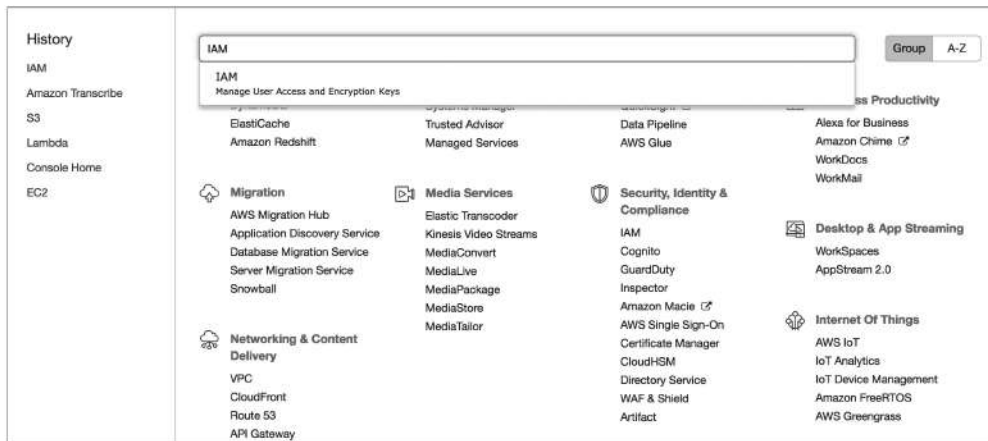 History
IAM
Amazon Transcribe
S3
Lambda
Console Home
EC2
IAM
Group
A-Z
IAM
Manage User Access and Encryption Keys
ElastiCache
Amazon Redshift
Trusted Advisor
Managed Services
Data Pipeline
AWS Glue
ss Productivity
Alexa for Business
Amazon Chime
WorkDocs
WorkMail
Migration
AWS Migration Hub
Application Discovery Service
Database Migration Service
Server Migration Service
Snowball
Media Services
Elastic Transcoder
Kinesis Video Streams
MediaConvert
MediaLive
MediaPackage
MediaStore
MediaTailor
Security, Identity &
Compliance
IAM
Cognito
GuardDuty
Inspector
Amazon Macie
AWS Single Sign-On
Certificate Manager
CloudHSM
Directory Service
WAF & Shield
Artifact
Desktop & App Streaming
WorkSpaces
AppStream 2.0
Internet Of Things
AWS IoT
IoT Analytics
IoT Device Management
Amazon FreeRTOS
AWS Greengrass
Networking & Content
Delivery
VPC
CloudFront
Route 53
API Gateway